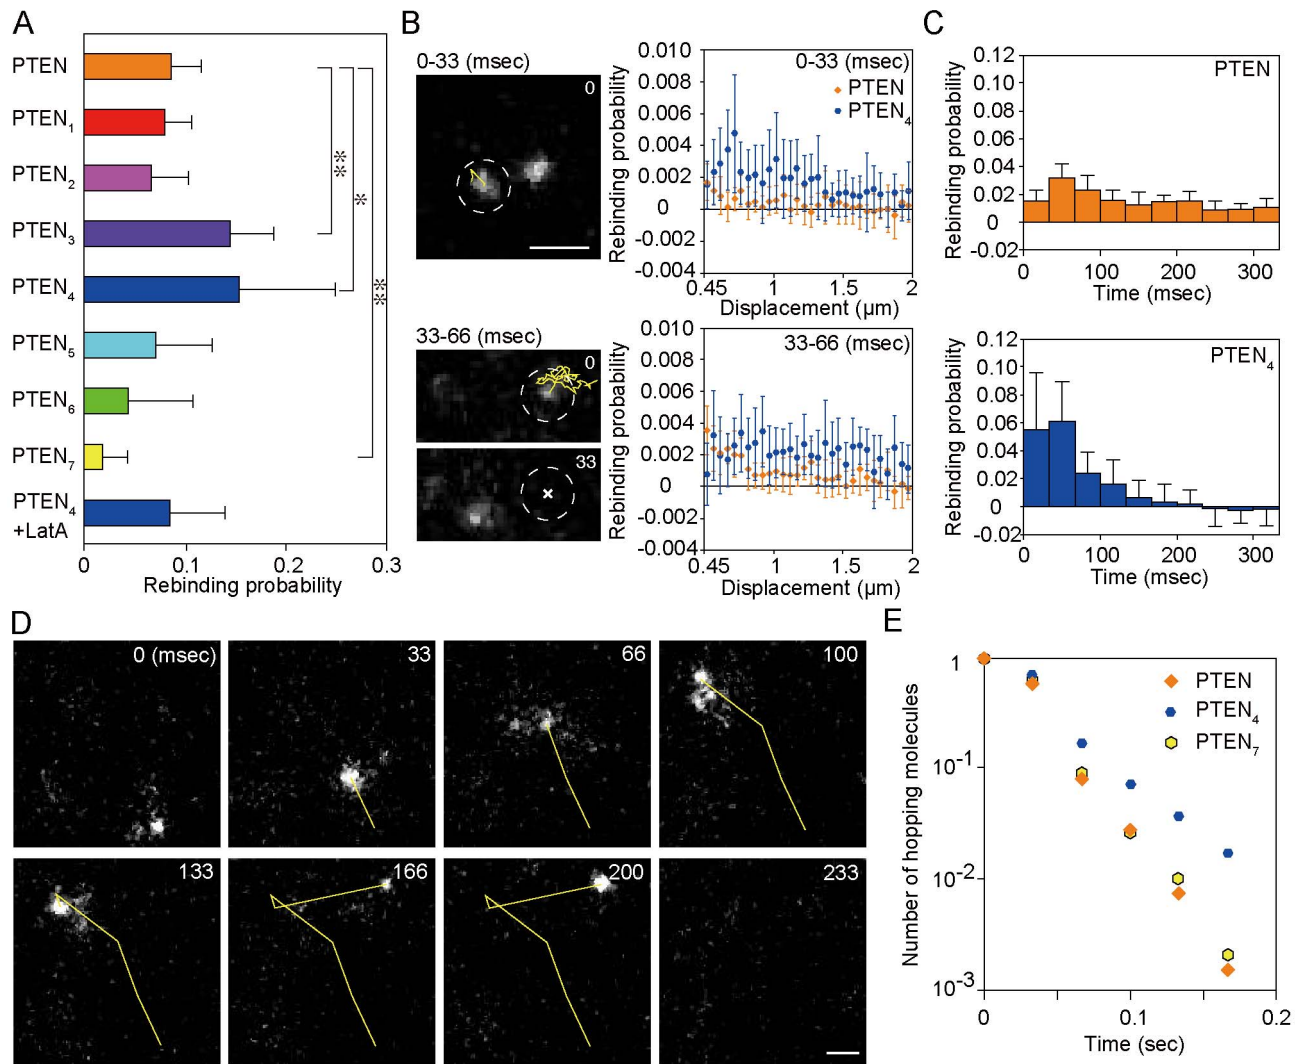 A
PTEN
PTEN1
PTEN2
PTEN3
PTEN4
PTEN5
PTEN6
PTEN7
PTEN4
+LatA
**
*
**
0 0.1 0.2 0.3
Rebinding probability
B
0-33 (msec)
0
33-66 (msec)
0
33
Rebinding probability
0.010
0.008
0.006
0.004
0.002
0
-0.002
-0.004
0-33 (msec)
PTEN
PTEN4
0.45 1 1.5 2
Displacement (µm)
Rebinding probability
0.010
0.008
0.006
0.004
0.002
0
-0.002
-0.004
33-66 (msec)
0.45 1 1.5 2
Displacement (µm)
C
Rebinding probability
0.12
0.10
0.08
0.06
0.04
0.02
0
-0.02
PTEN
0 100 200 300
Time (msec)
Rebinding probability
0.12
0.10
0.08
0.06
0.04
0.02
0
-0.02
PTEN4
0 100 200 300
Time (msec)
D
0 (msec) 33 66 100
133 166 200 233
E
Number of hopping molecules
1
10-1
10-2
10-3
PTEN
PTEN4
PTEN7
0 0.1 0.2
Time (sec)